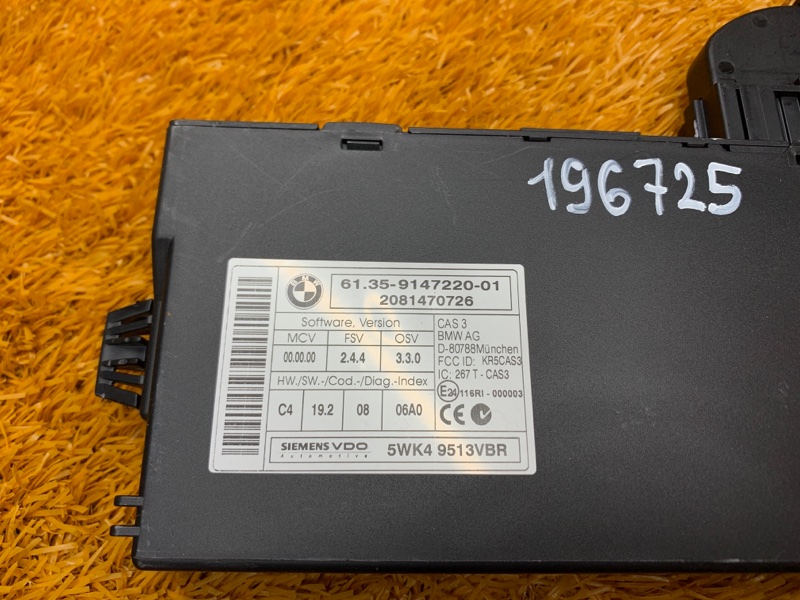 196725
BMW
61.35-9147220-01
2081470726
Software, Version
MCV FSV OSV
00.00.00 2.4.4 3.3.0
HW./SW.-/Cod.-/Diag.-Index
C4 19.2 08 06A0
CAS 3
BMW AG
D-80788München
FCC ID: KR5CAS3
IC: 267 T - CAS3
E24 116RI - 000003
CE
SIEMENS VDO
Automotive
5WK4 9513VBR